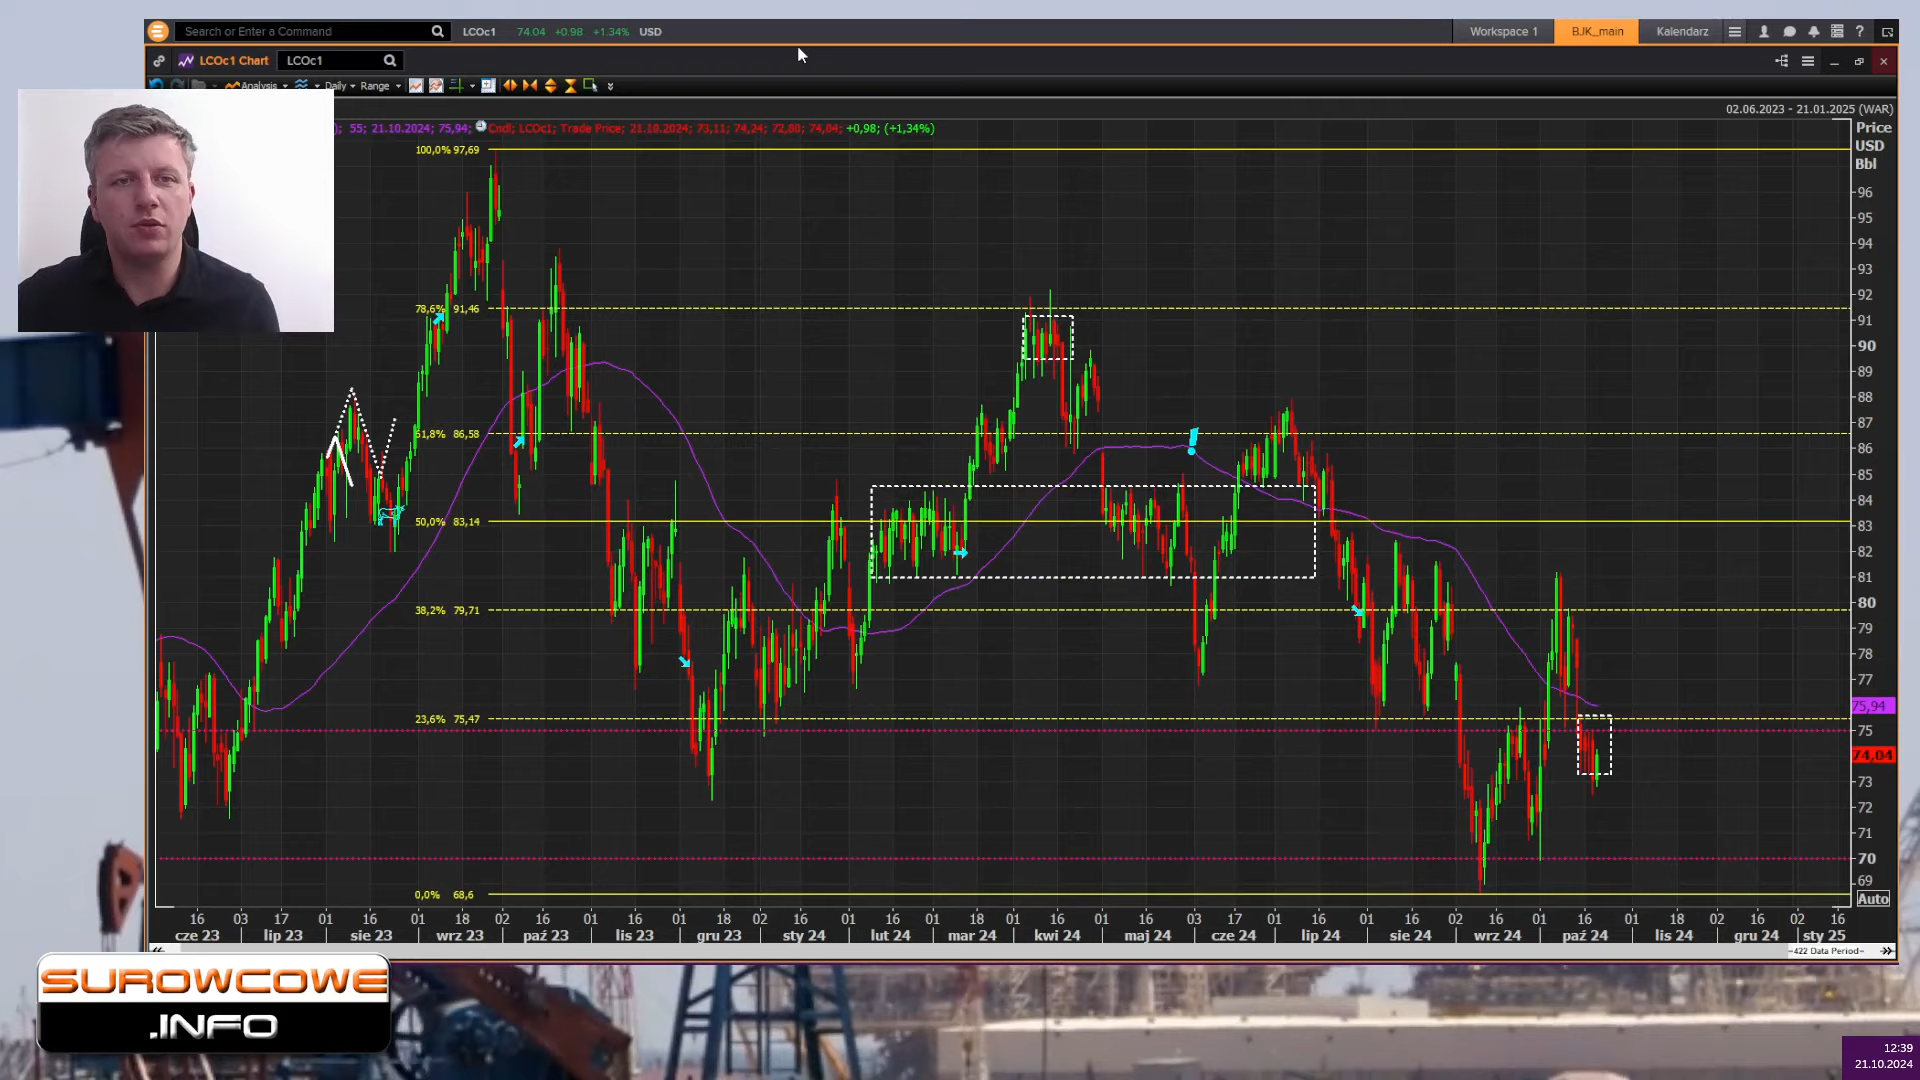 Search or Enter a Command
LCOc1 74.04 +0.98 +1.34% USD
Workspace 1 BJK_main Kalendarz
LCOc1 Chart LCOc1
Analysis Daily Range
02.06.2023 - 21.01.2025 (WAR)
); 55; 21.10.2024; 75,94; Cndl; LCOc1; Trade Price; 21.10.2024; 73,11; 74,24; 72,80; 74,04; +0,98; (+1,34%)
Price
USD
Bbl
100,0% 97,69
96
95
94
93
92
78,6% 91,46
91
90
89
88
87
61,8% 86,58
86
85
84
50,0% 83,14
83
82
81
38,2% 79,71
80
79
78
77
75,94
23,6% 75,47
75
74,04
73
72
71
70
69
0,0% 68,6
Auto
16 03 17 01 16 01 18 02 16 01 16 01 18 02 16 01 16 01 16 01 16 01 16 03 17 01 16 01 16 02 16 01 16 01 18 02 16 02 16
cze 23 lip 23 sie 23 wrz 23 paź 23 lis 23 gru 23 sty 24 lut 24 mar 24 kwi 24 maj 24 cze 24 lip 24 sie 24 wrz 24 paź 24 lis 24 gru 24 sty 25
~422 Data Period~
SUROWCOWE
.INFO
12:39
21.10.2024